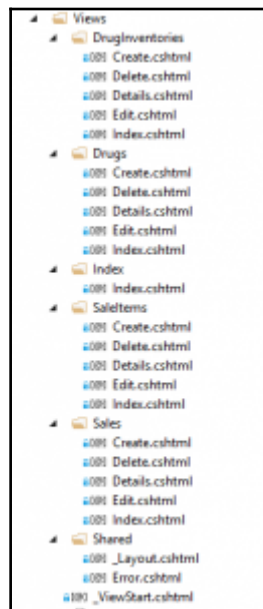 Views
DrugInventories
Create.cshtml
Delete.cshtml
Details.cshtml
Edit.cshtml
Index.cshtml
Drugs
Create.cshtml
Delete.cshtml
Details.cshtml
Edit.cshtml
Index.cshtml
Index
Index.cshtml
SaleItems
Create.cshtml
Delete.cshtml
Details.cshtml
Edit.cshtml
Index.cshtml
Sales
Create.cshtml
Delete.cshtml
Details.cshtml
Edit.cshtml
Index.cshtml
Shared
_Layout.cshtml
Error.cshtml
_ViewStart.cshtml